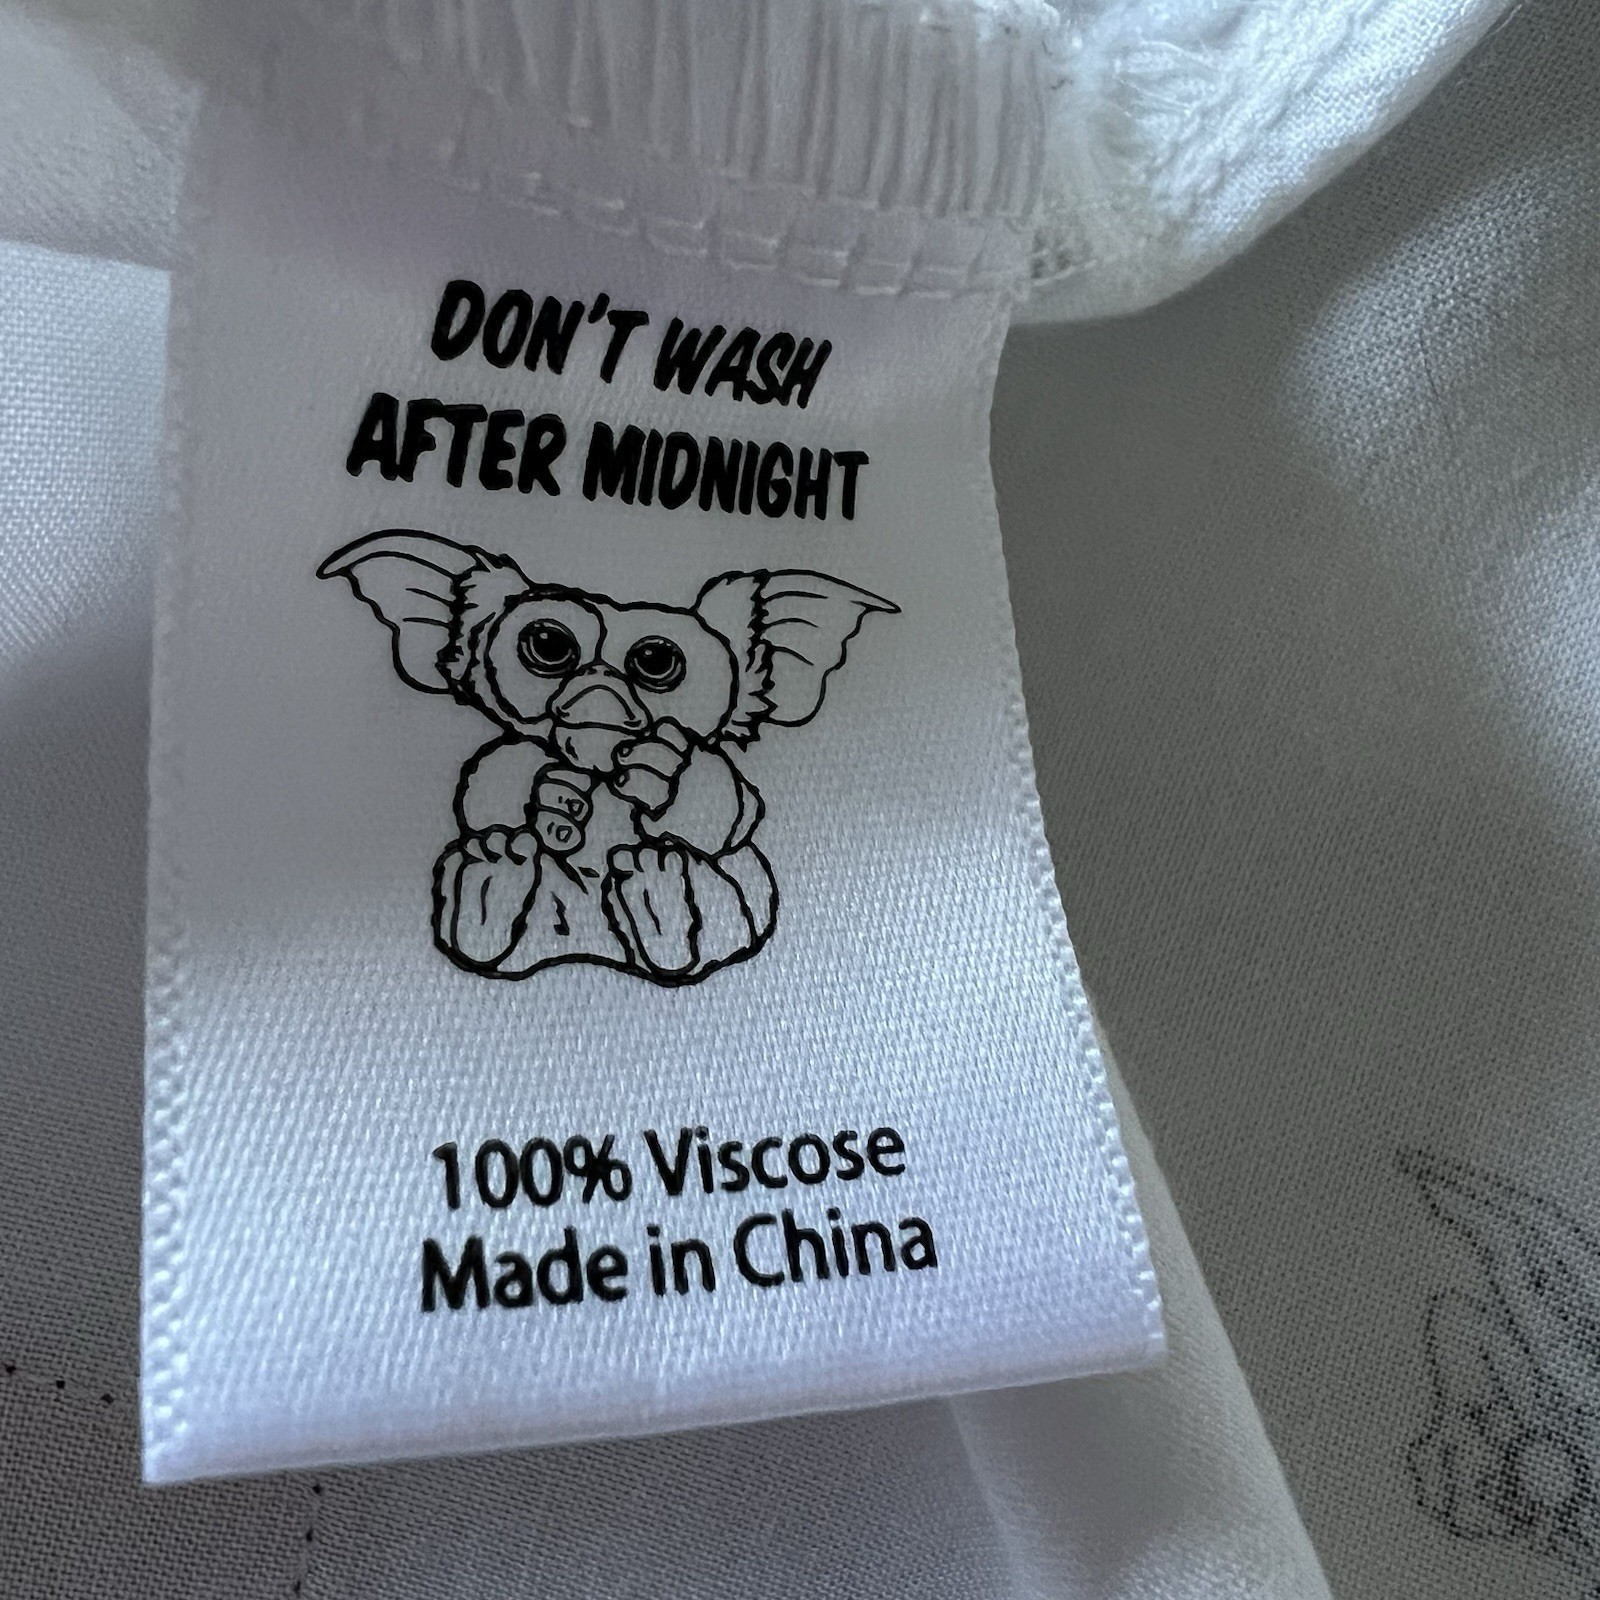 DON'T WASH
AFTER MIDNIGHT
100% Viscose
Made in China